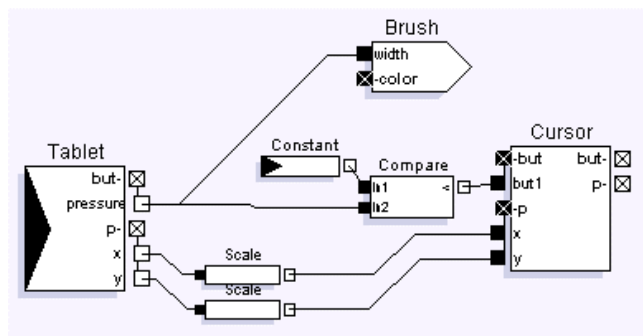 Brush
width
-color
Constant
Compare
In1
<
In2
Tablet
but-
pressure
p-
x
y
Scale
Scale
Cursor
-but
but-
but1
p-
-p
x
y